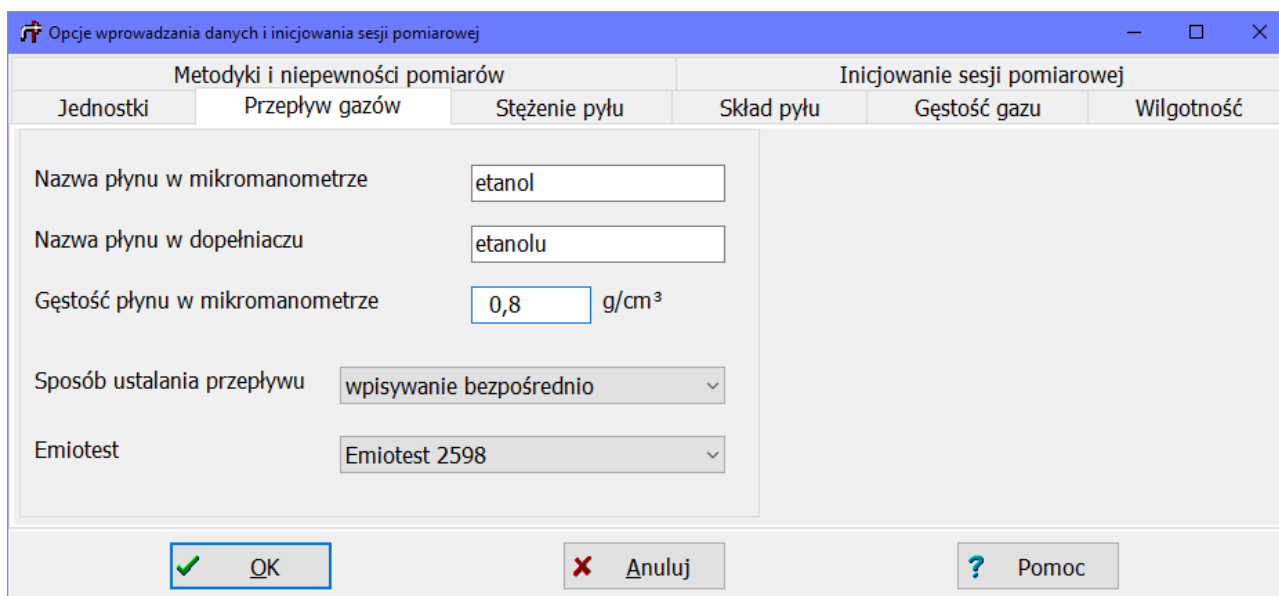 Opcje wprowadzania danych i inicjowania sesji pomiarowej
Metodyki i niepewności pomiarów Inicjowanie sesji pomiarowej
Jednostki Przepływ gazów Stężenie pyłu Skład pyłu Gęstość gazu Wilgotność
Nazwa płynu w mikromanometrze etanol
Nazwa płynu w dopełniaczu etanolu
Gęstość płynu w mikromanometrze 0,8 g/cm³
Sposób ustalania przepływu wpisywanie bezpośrednio
Emiotest Emiotest 2598
OK Anuluj Pomoc